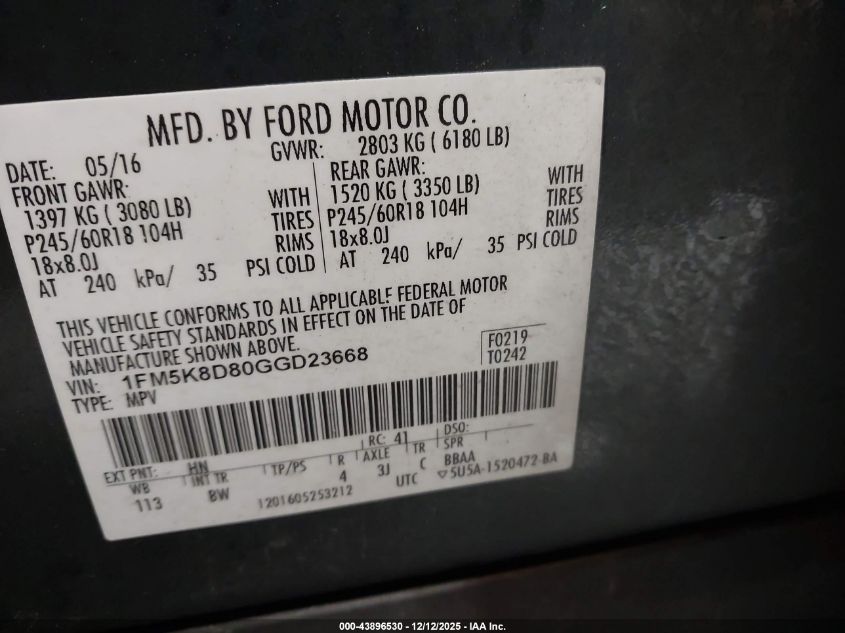 MFD. BY FORD MOTOR CO.
DATE: 05/16 GVWR: 2803 KG ( 6180 LB)
FRONT GAWR: REAR GAWR:
1397 KG ( 3080 LB) WITH 1520 KG ( 3350 LB) WITH
P245/60R18 104H TIRES P245/60R18 104H TIRES
18x8.0J RIMS 18x8.0J RIMS
AT 240 kPa/ 35 PSI COLD AT 240 kPa/ 35 PSI COLD
THIS VEHICLE CONFORMS TO ALL APPLICABLE FEDERAL MOTOR
VEHICLE SAFETY STANDARDS IN EFFECT ON THE DATE OF
MANUFACTURE SHOWN ABOVE.
F0219
T0242
VIN: 1FM5K8D80GGD23668
TYPE: MPV
EXT PNT: HN RC: 41 DSO:
WB INT TR TP/PS R AXLE TR SPR
113 BW 4 3J C BBAA
1201605253212 UTC ▽5U5A-1520472-BA
000-43896530 - 12/12/2025 - IAA Inc.